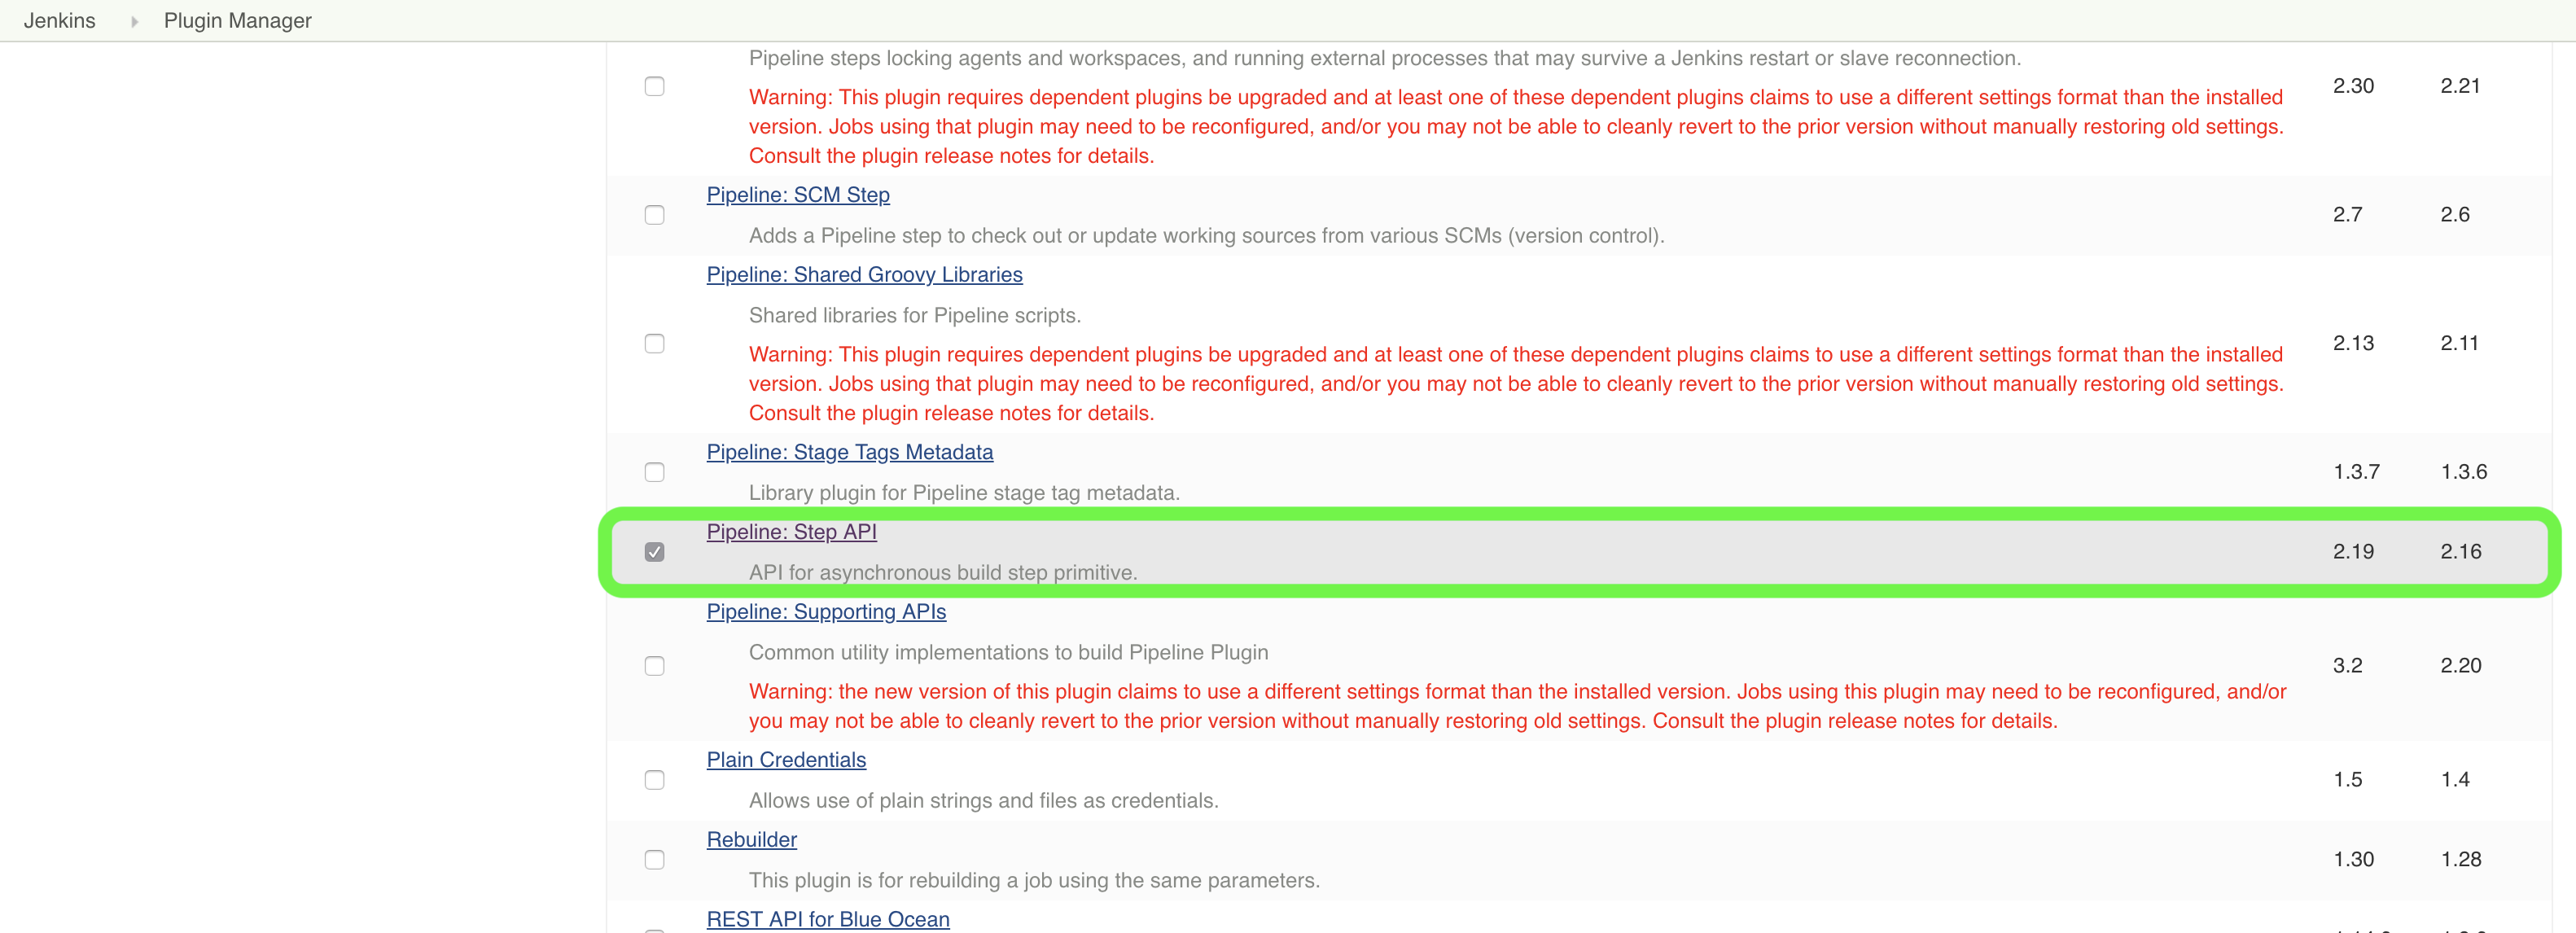 Jenkins
Plugin Manager
Pipeline steps locking agents and workspaces, and running external processes that may survive a Jenkins restart or slave reconnection.
Warning: This plugin requires dependent plugins be upgraded and at least one of these dependent plugins claims to use a different settings format than the installed
version. Jobs using that plugin may need to be reconfigured, and/or you may not be able to cleanly revert to the prior version without manually restoring old settings.
Consult the plugin release notes for details.
2.30 2.21
Pipeline: SCM Step
Adds a Pipeline step to check out or update working sources from various SCMs (version control).
2.7 2.6
Pipeline: Shared Groovy Libraries
Shared libraries for Pipeline scripts.
Warning: This plugin requires dependent plugins be upgraded and at least one of these dependent plugins claims to use a different settings format than the installed
version. Jobs using that plugin may need to be reconfigured, and/or you may not be able to cleanly revert to the prior version without manually restoring old settings.
Consult the plugin release notes for details.
2.13 2.11
Pipeline: Stage Tags Metadata
Library plugin for Pipeline stage tag metadata.
1.3.7 1.3.6
Pipeline: Step API
API for asynchronous build step primitive.
2.19 2.16
Pipeline: Supporting APIs
Common utility implementations to build Pipeline Plugin
Warning: the new version of this plugin claims to use a different settings format than the installed version. Jobs using this plugin may need to be reconfigured, and/or
you may not be able to cleanly revert to the prior version without manually restoring old settings. Consult the plugin release notes for details.
3.2 2.20
Plain Credentials
Allows use of plain strings and files as credentials.
1.5 1.4
Rebuilder
This plugin is for rebuilding a job using the same parameters.
1.30 1.28
REST API for Blue Ocean